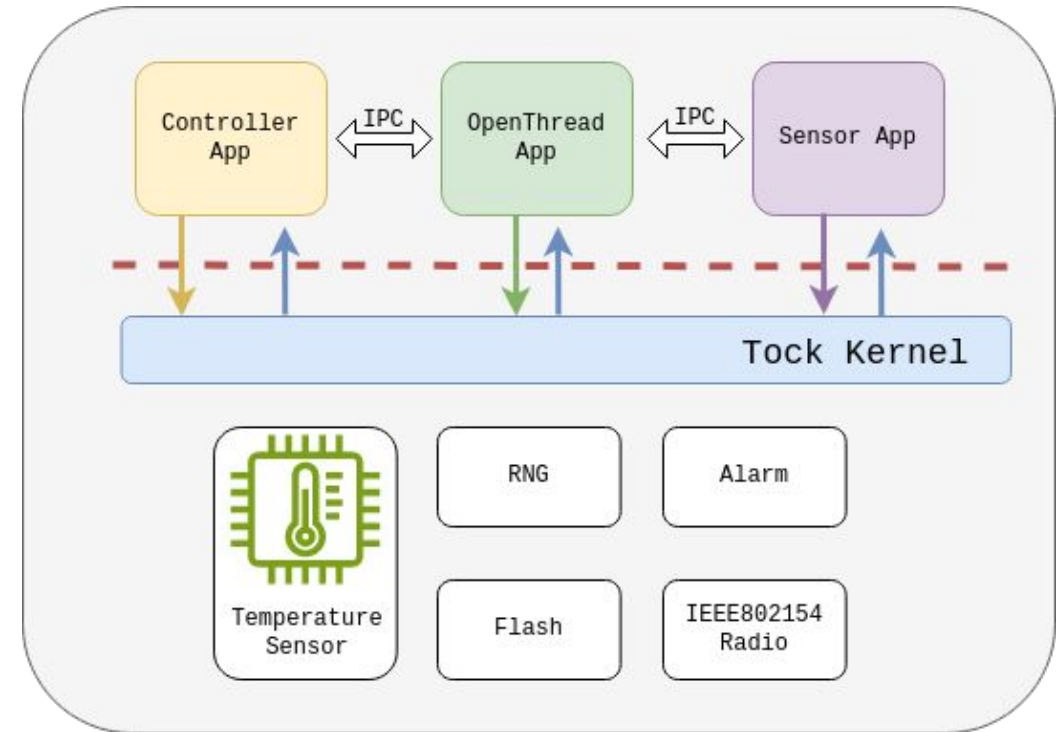 Controller
App
IPC
OpenThread
App
IPC
Sensor App
Tock Kernel
Temperature
Sensor
RNG
Alarm
Flash
IEEE802154
Radio